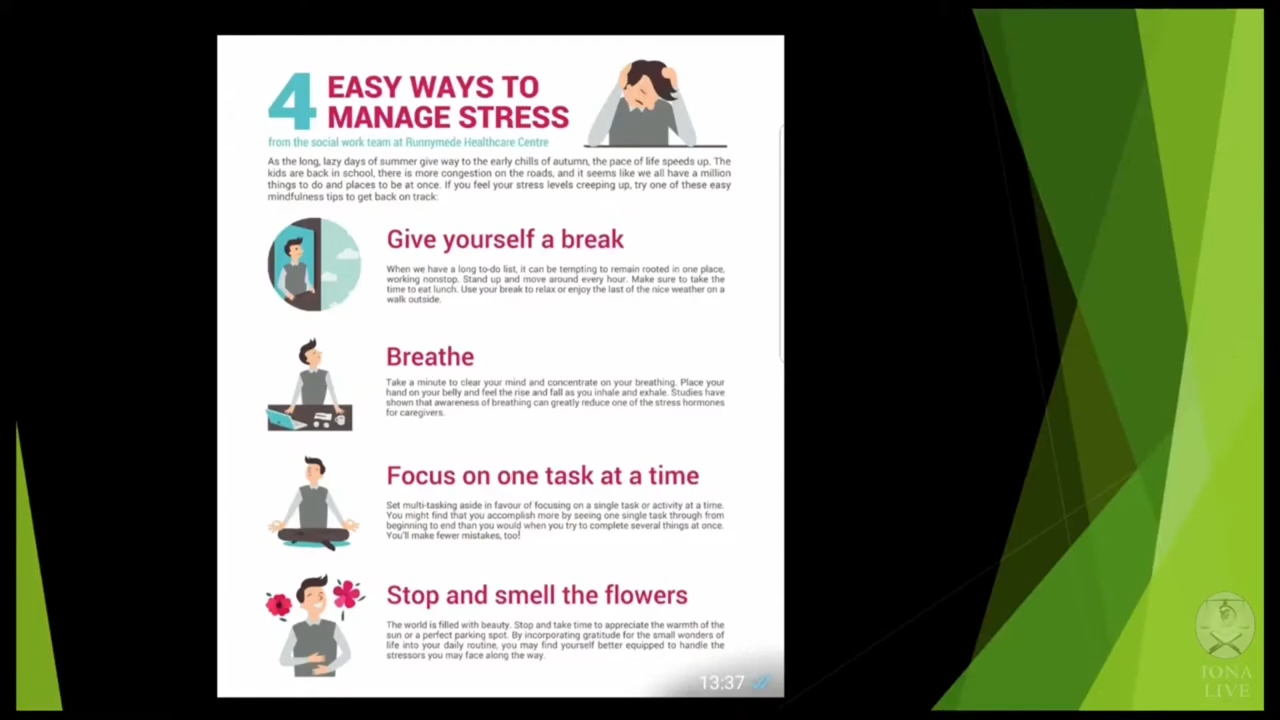 4 EASY WAYS TO
MANAGE STRESS
from the social work team at Runnymede Healthcare Centre
As the long, lazy days of summer give way to the early chills of autumn, the pace of life speeds up. The
kids are back in school, there is more congestion on the roads, and it seems like we all have a million
things to do and places to be at once. If you feel your stress levels creeping up, try one of these easy
mindfulness tips to get back on track:
Give yourself a break
When we have a long to-do list, it can be tempting to remain rooted in one place,
working nonstop. Stand up and move around every hour. Make sure to take the
time to eat lunch. Use your break to relax or enjoy the last of the nice weather on a
walk outside.
Breathe
Take a minute to clear your mind and concentrate on your breathing. Place your
hand on your belly and feel the rise and fall as you inhale and exhale. Studies have
shown that awareness of breathing can greatly reduce one of the stress hormones
for caregivers.
Focus on one task at a time
Set multi-tasking aside in favour of focusing on a single task or activity at a time.
You might find that you accomplish more by seeing one single task through from
beginning to end than you would when you try to complete several things at once.
You'll make fewer mistakes, too!
Stop and smell the flowers
The world is filled with beauty. Stop and take time to appreciate the warmth of the
sun or a perfect parking spot. By incorporating gratitude for the small wonders of
life into your daily routine, you may find yourself better equipped to handle the
stressors you may face along the way.
13:37
IONA
LIVE